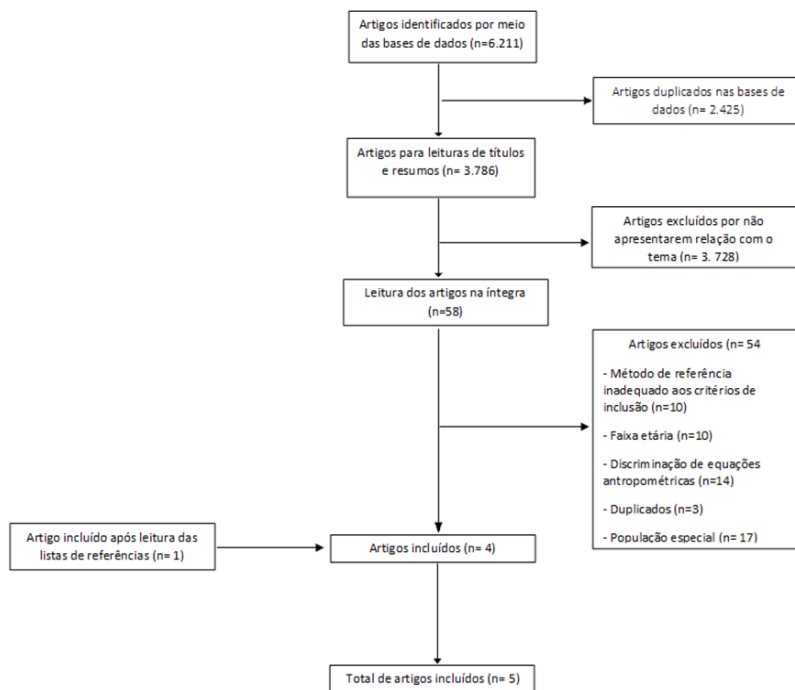 Artigos identificados por meio
das bases de dados (n=6.211)
Artigos duplicados nas bases de
dados (n= 2.425)
Artigos para leituras de títulos
e resumos (n= 3.786)
Artigos excluídos por não
apresentarem relação com o
tema (n= 3. 728)
Leitura dos artigos na íntegra
(n=58)
Artigos excluídos (n= 54
- Método de referência
inadequado aos critérios de
inclusão (n=10)
- Faixa etária (n=10)
- Discriminação de equações
antropométricas (n=14)
- Duplicados (n=3)
- População especial (n= 17)
Artigo incluído após leitura das
listas de referências (n= 1)
Artigos incluídos (n= 4)
Total de artigos incluídos (n= 5)